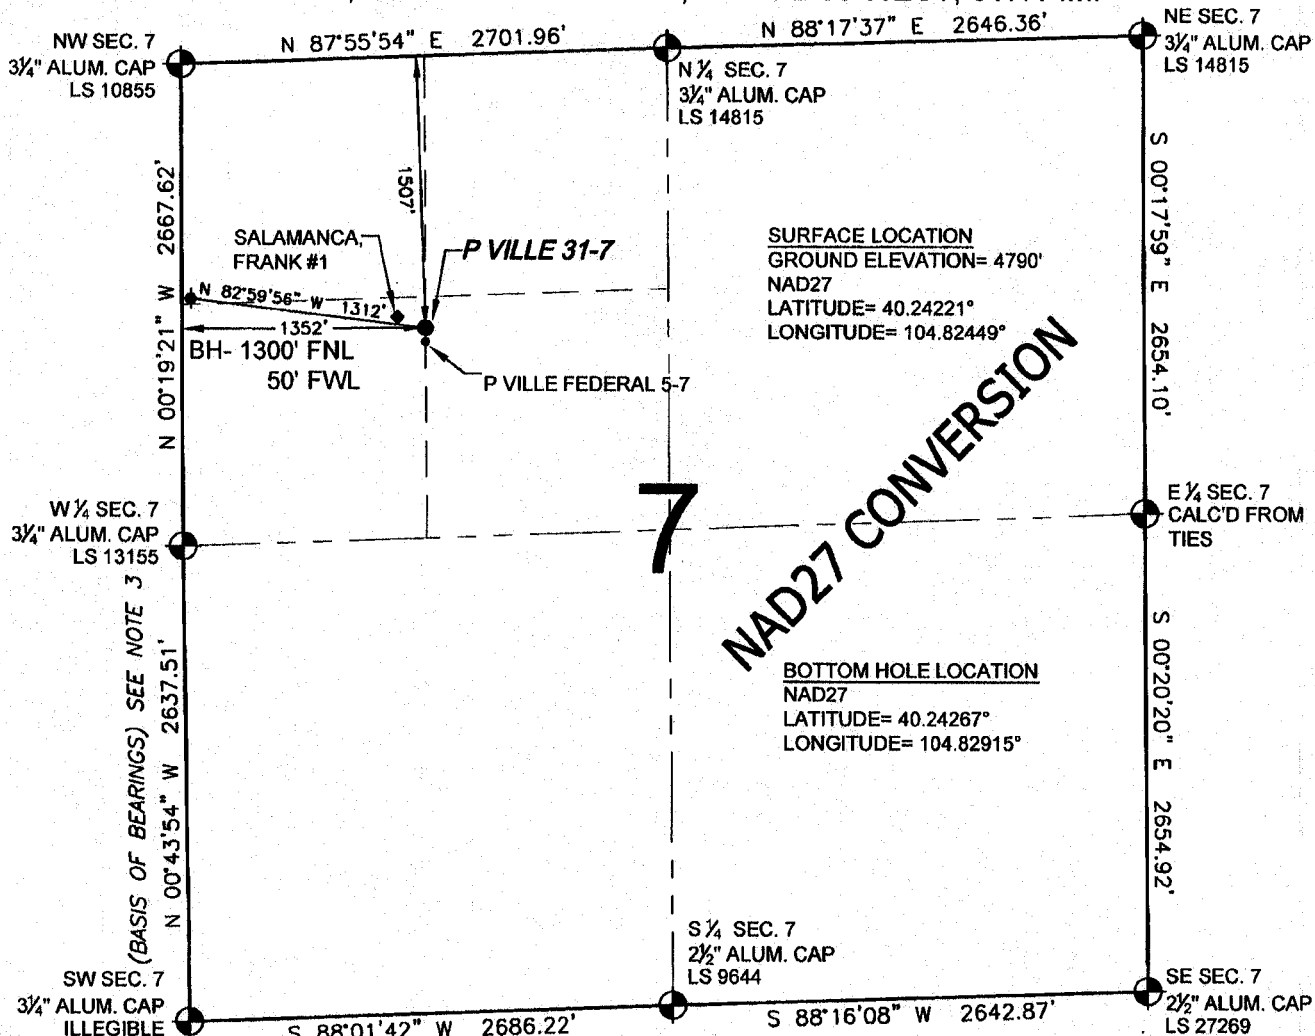 N 87°55'54" E 2701.96'
N 88°17'37" E 2646.36'
NW SEC. 7
3¼" ALUM. CAP
LS 10855
N ¼ SEC. 7
3¼" ALUM. CAP
LS 14815
NE SEC. 7
3¼" ALUM. CAP
LS 14815
N 00°19'21" W 2667.62'
1507'
S 00°17'59" E 2654.10'
SALAMANCA,
FRANK #1
P VILLE 31-7
N 82°59'56" W 1312'
1352'
BH- 1300' FNL
50' FWL
P VILLE FEDERAL 5-7
SURFACE LOCATION
GROUND ELEVATION= 4790'
NAD27
LATITUDE= 40.24221°
LONGITUDE= 104.82449°
NAD27 CONVERSION
7
W ¼ SEC. 7
3¼" ALUM. CAP
LS 13155
E ¼ SEC. 7
CALC'D FROM
TIES
(BASIS OF BEARINGS) SEE NOTE 3
N 00°43'54" W 2637.51'
S 00°20'20" E 2654.92'
BOTTOM HOLE LOCATION
NAD27
LATITUDE= 40.24267°
LONGITUDE= 104.82915°
SW SEC. 7
3¼" ALUM. CAP
ILLEGIBLE
S ¼ SEC. 7
2½" ALUM. CAP
LS 9644
SE SEC. 7
2½" ALUM. CAP
LS 27269
S 88°01'42" W 2686.22'
S 88°16'08" W 2642.87'